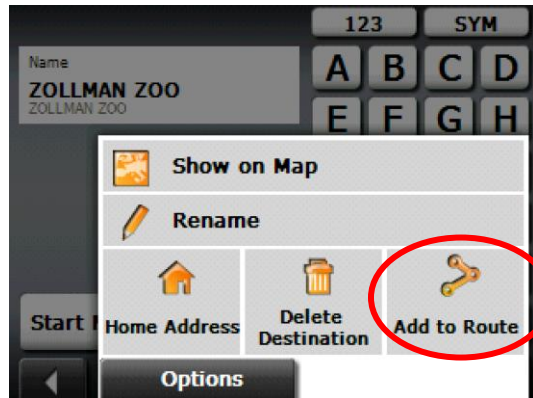 123 SYM
Name
ZOLLMAN ZOO
ZOLLMAN ZOO
A B C D
E F G H
Show on Map
Rename
Home Address
Delete
Destination
Add to Route
Start
Options